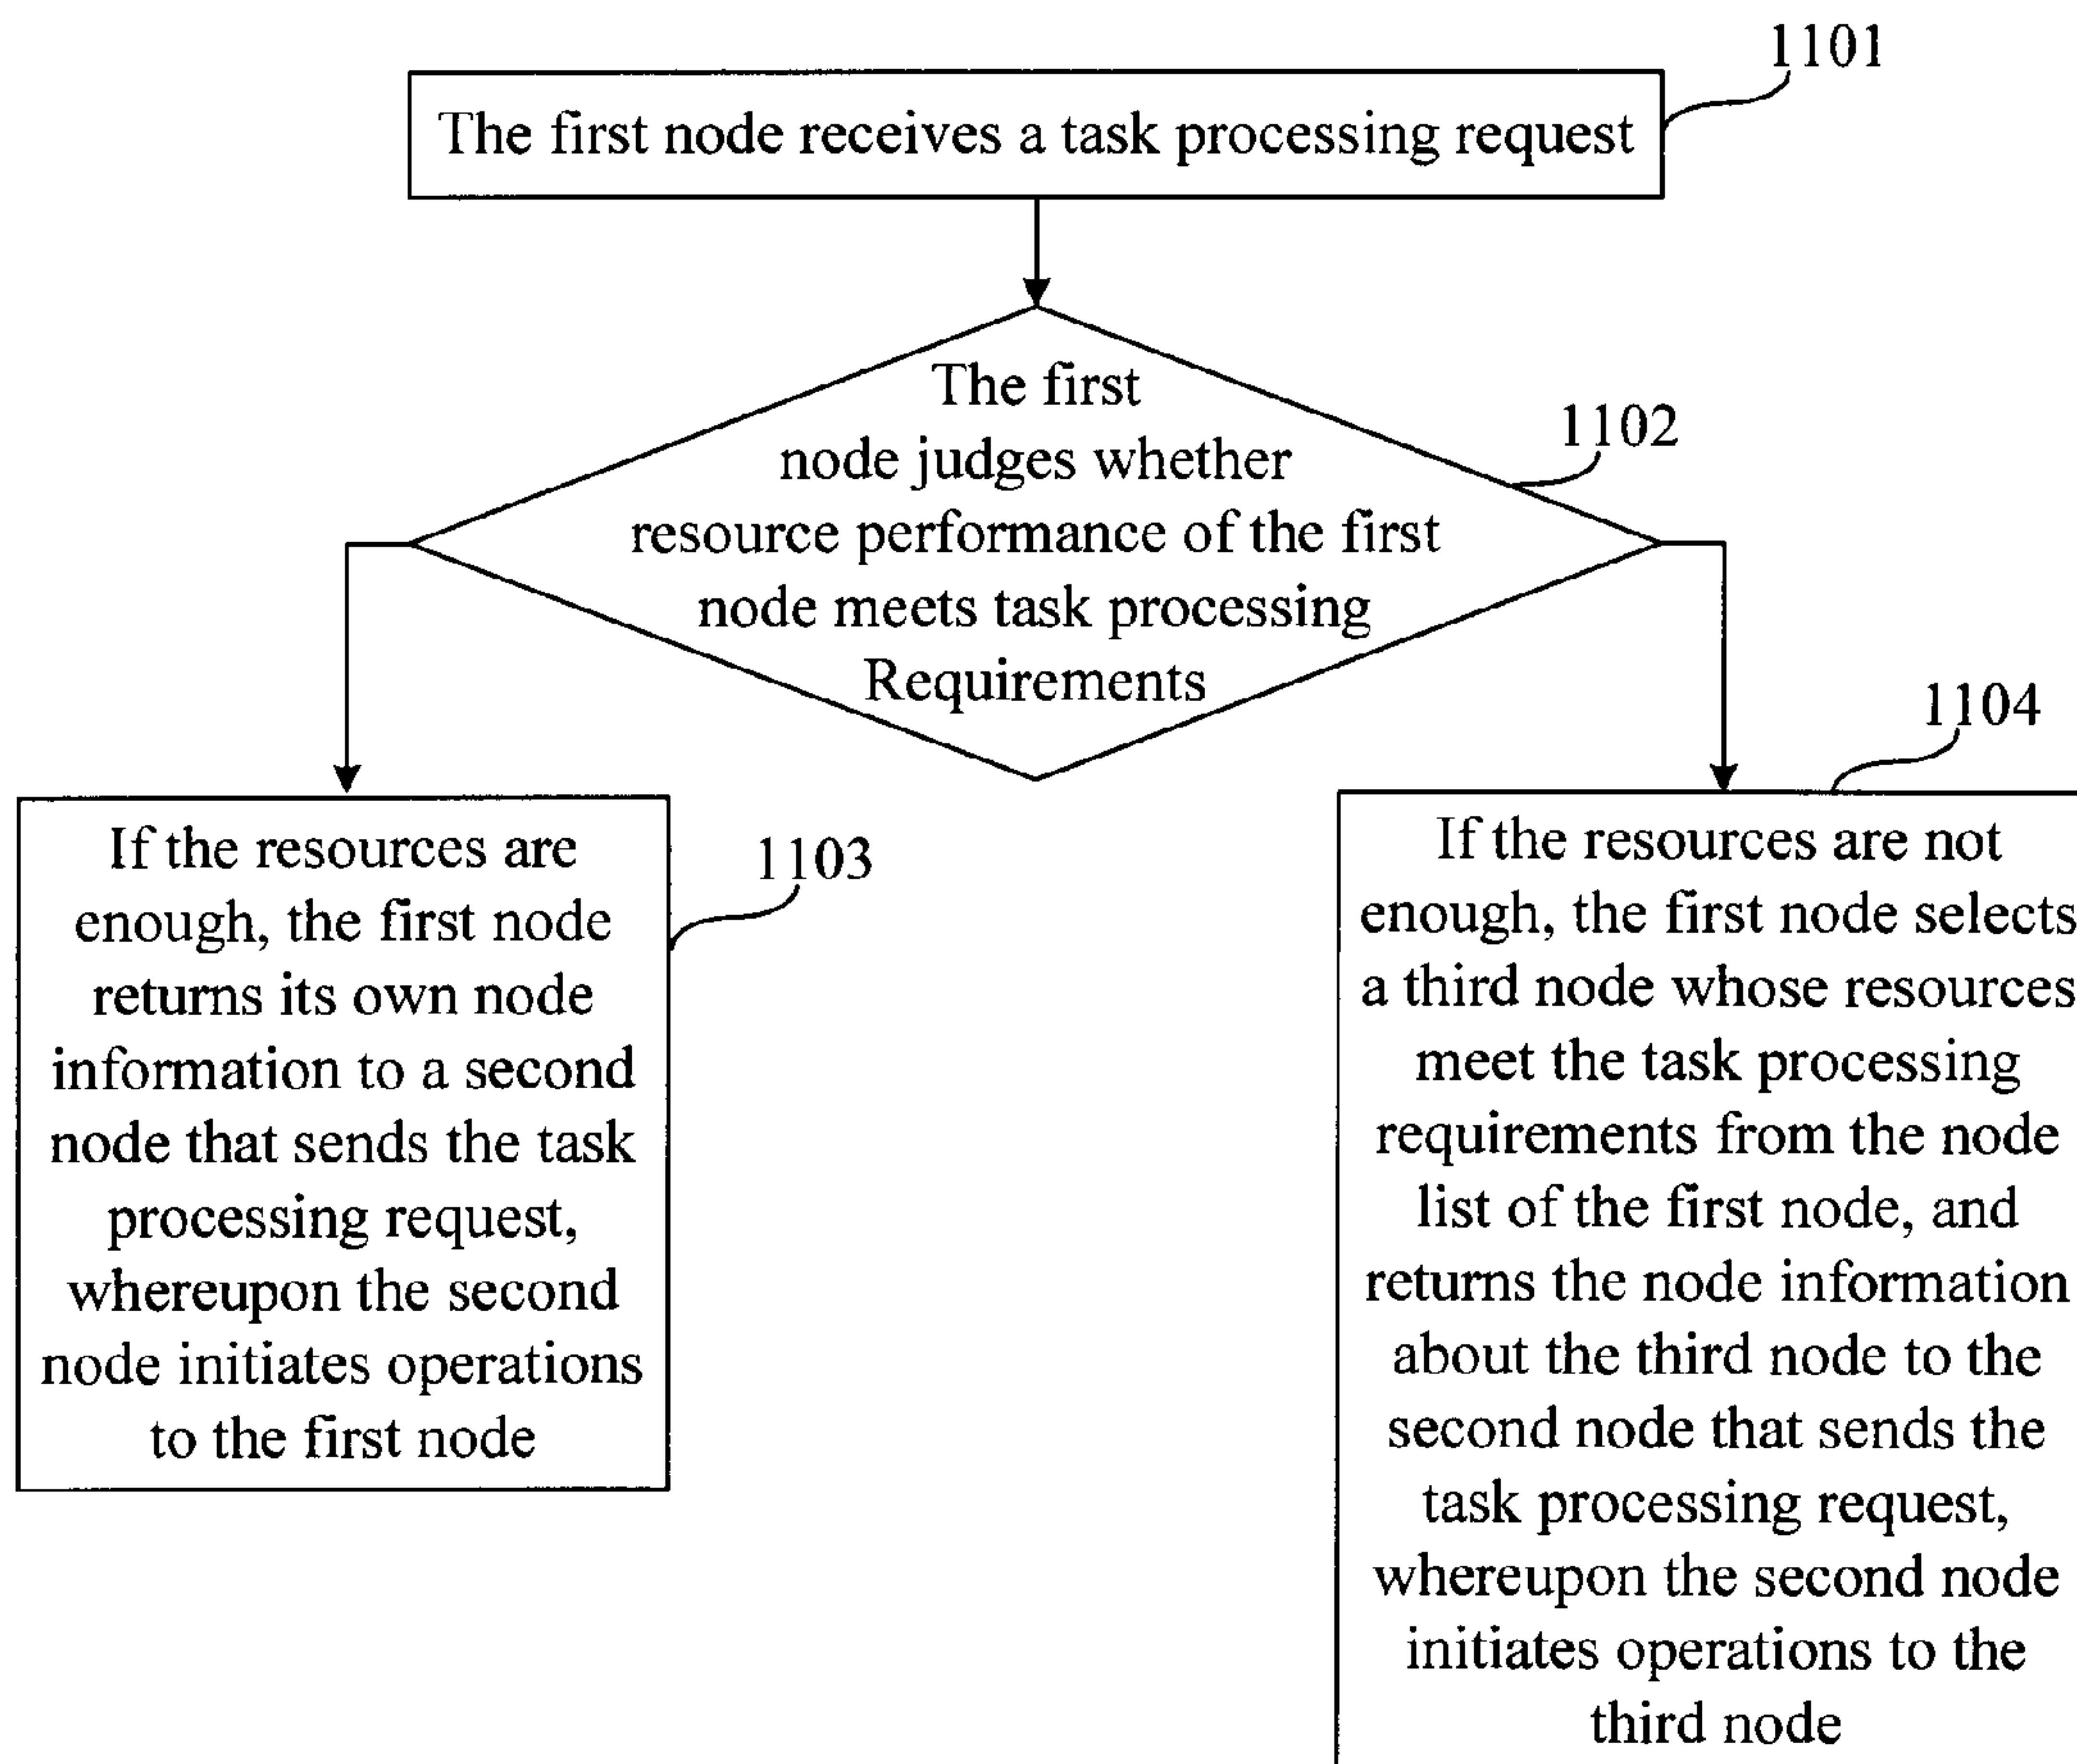 1101
The first node receives a task processing request
The first
node judges whether
resource performance of the first
node meets task processing
Requirements
1102
If the resources are
enough, the first node
returns its own node
information to a second
node that sends the task
processing request,
whereupon the second
node initiates operations
to the first node
1103
1104
If the resources are not
enough, the first node selects
a third node whose resources
meet the task processing
requirements from the node
list of the first node, and
returns the node information
about the third node to the
second node that sends the
task processing request,
whereupon the second node
initiates operations to the
third node